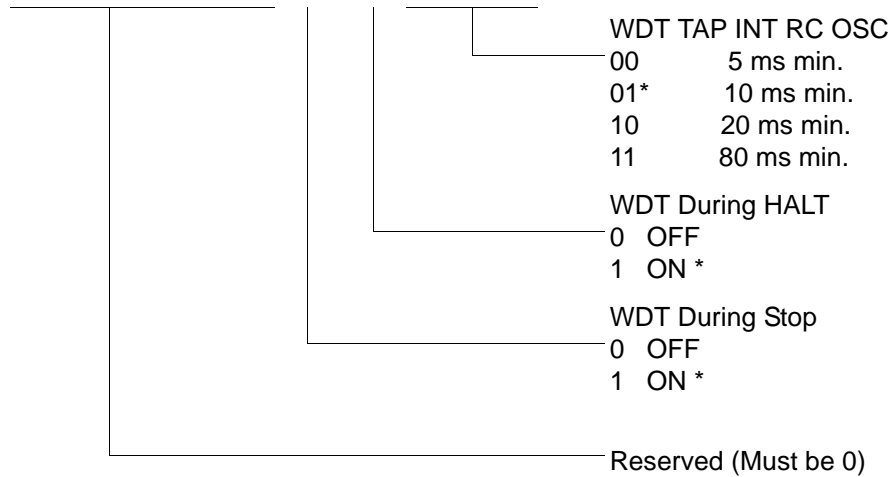 WDT TAP INT RC OSC
00 5 ms min.
01* 10 ms min.
10 20 ms min.
11 80 ms min.
WDT During HALT
0 OFF
1 ON *
WDT During Stop
0 OFF
1 ON *
Reserved (Must be 0)